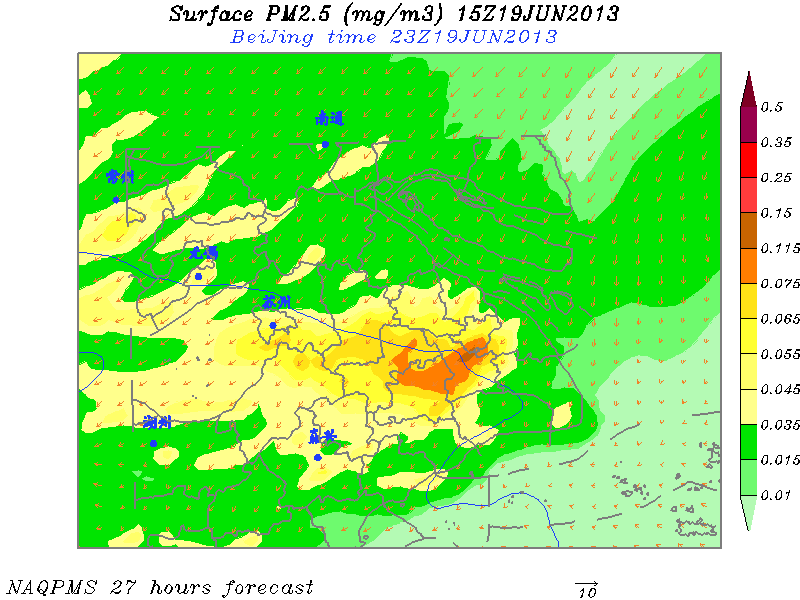 Surface PM2.5 (mg/m3) 15Z19JUN2013
BeiJing time 23Z19JUN2013
南通
常州
无锡
苏州
湖州
嘉兴
0.5
0.35
0.25
0.15
0.115
0.075
0.065
0.055
0.045
0.035
0.015
0.01
NAQPMS 27 hours forecast
10